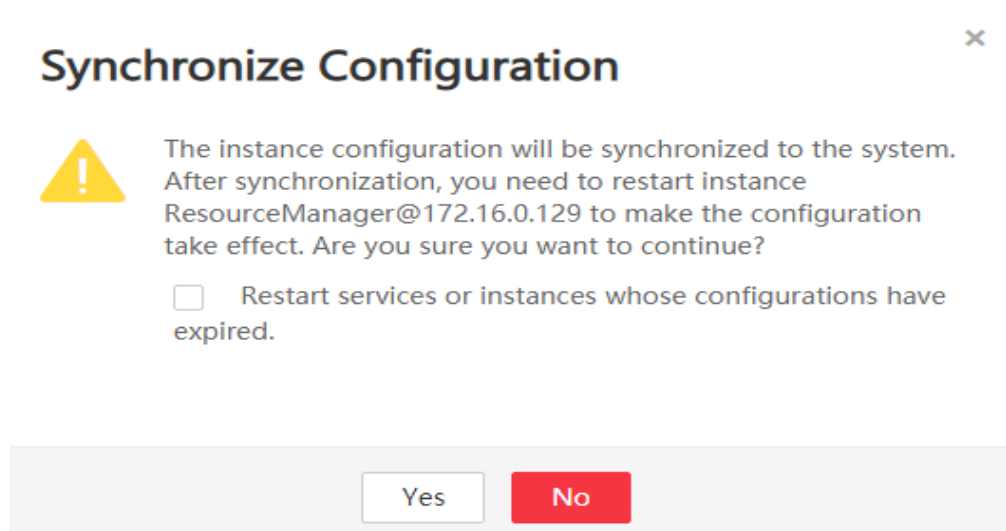 Synchronize Configuration
The instance configuration will be synchronized to the system.
After synchronization, you need to restart instance
ResourceManager@172.16.0.129 to make the configuration
take effect. Are you sure you want to continue?
Restart services or instances whose configurations have
expired.
Yes
No